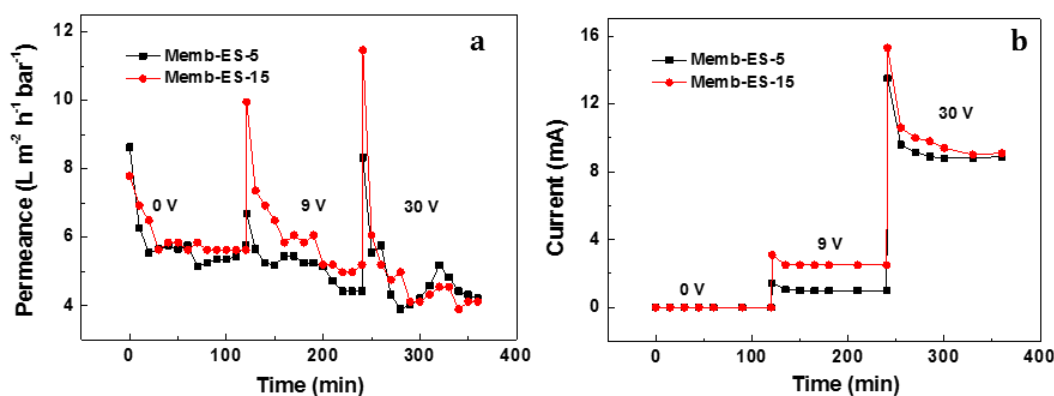 a
Memb-ES-5
Memb-ES-15
12
10
8
6
4
0 V
9 V
30 V
0
100
200
300
400
Permeance (L m⁻² h⁻¹ bar⁻¹)
Time (min)
b
Memb-ES-5
Memb-ES-15
16
12
8
4
0
30 V
9 V
0 V
0
100
200
300
400
Current (mA)
Time (min)